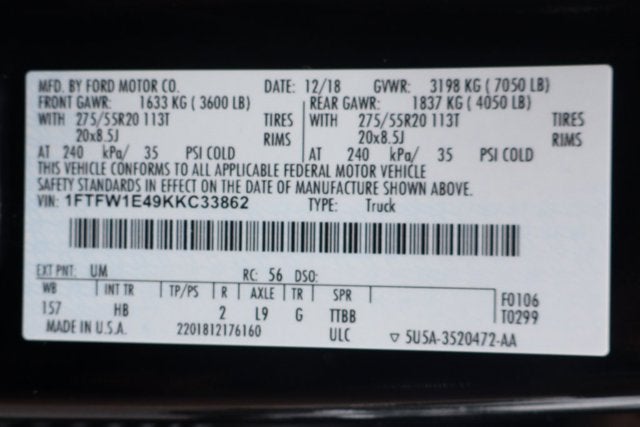 MFD. BY FORD MOTOR CO. DATE: 12/18 GVWR: 3198 KG ( 7050 LB)
FRONT GAWR: 1633 KG ( 3600 LB) REAR GAWR: 1837 KG ( 4050 LB)
WITH 275/55R20 113T TIRES WITH 275/55R20 113T TIRES
20x8.5J RIMS 20x8.5J RIMS
AT 240 kPa/ 35 PSI COLD AT 240 kPa/ 35 PSI COLD
THIS VEHICLE CONFORMS TO ALL APPLICABLE FEDERAL MOTOR VEHICLE
SAFETY STANDARDS IN EFFECT ON THE DATE OF MANUFACTURE SHOWN ABOVE.
VIN: 1FTFW1E49KKC33862 TYPE: Truck
EXT PNT: UM RC: 56 DSO:
WB INT TR TP/PS R AXLE TR SPR F0106
157 HB 2 L9 G TTBB T0299
MADE IN U.S.A. 2201812176160 ULC ▽ 5U5A-3520472-AA